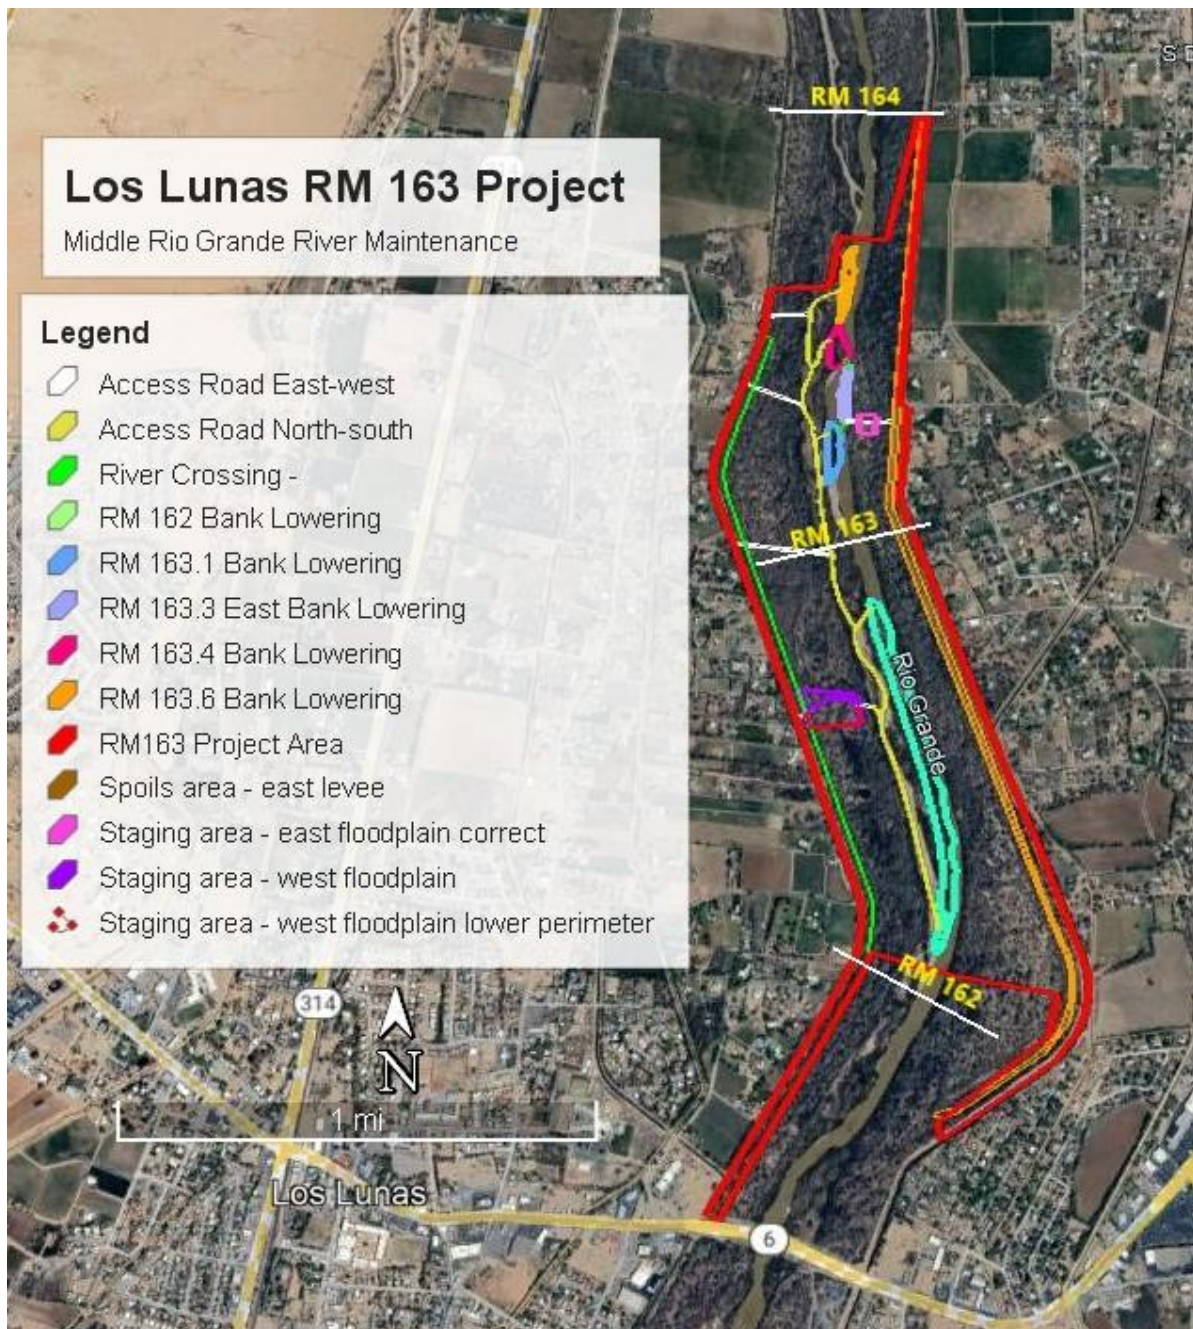 S
RM 164
Los Lunas RM 163 Project
Middle Rio Grande River Maintenance
Legend
Access Road East-west
Access Road North-south
River Crossing -
RM 162 Bank Lowering
RM 163.1 Bank Lowering
RM 163.3 East Bank Lowering
RM 163.4 Bank Lowering
RM 163.6 Bank Lowering
RM163 Project Area
Spoils area - east levee
Staging area - east floodplain correct
Staging area - west floodplain
Staging area - west floodplain lower perimeter
RM 163
Rio Grande
RM 162
314
N
1 mi
Los Lunas
6